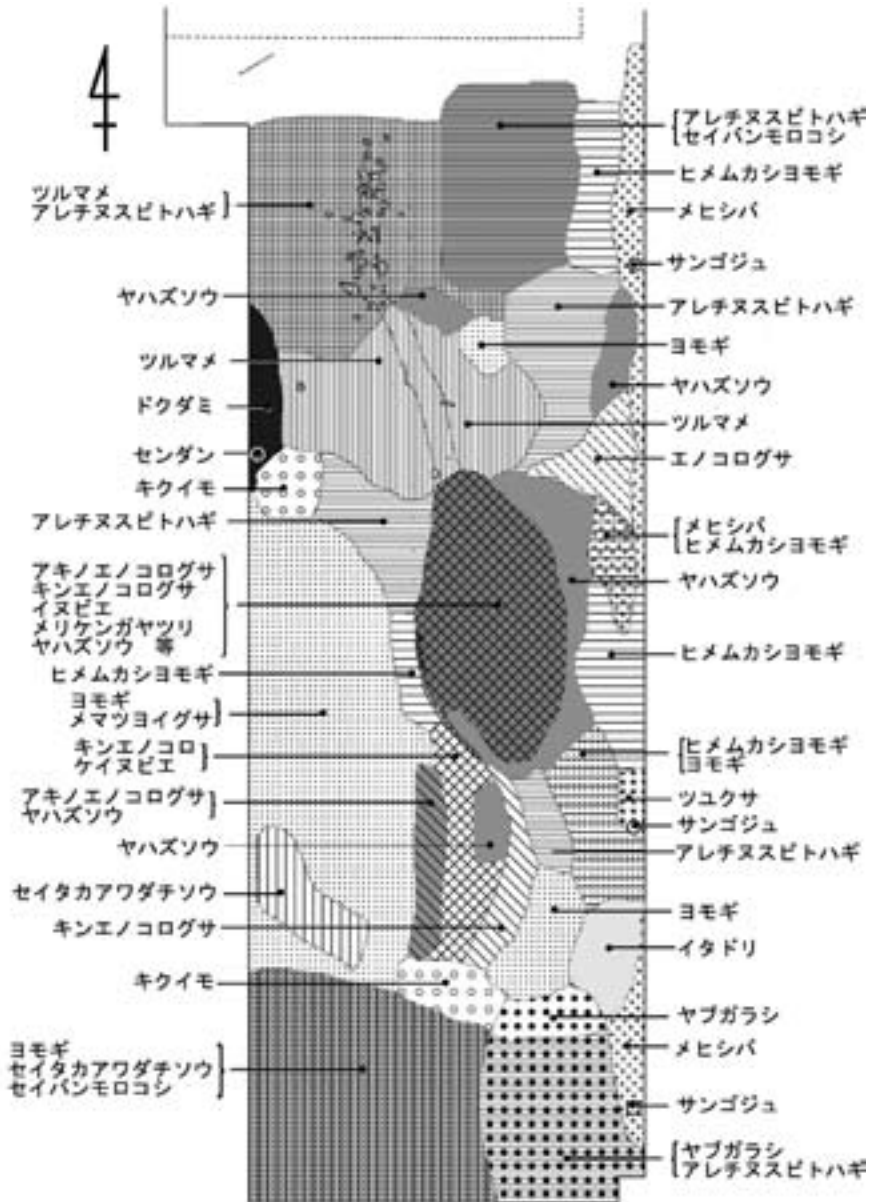 ツルマメ
アレチヌスビトハギ
ヤハズソウ
ツルマメ
ドクダミ
センダン
キクイモ
アレチヌスビトハギ
アキノエノコログサ
キンエノコログサ
イヌビエ
メリケンガヤツリ
ヤハズソウ 等
ヒメムカシヨモギ
ヨモギ
メマツヨイグサ
キンエノコロ
ケイヌビエ
アキノエノコログサ
ヤハズソウ
ヤハズソウ
セイタカアワダチソウ
キンエノコログサ
キクイモ
ヨモギ
セイタカアワダチソウ
セイバンモロコシ
アレチヌスビトハギ
セイバンモロコシ
ヒメムカシヨモギ
メヒシバ
サンゴジュ
アレチヌスビトハギ
ヨモギ
ヤハズソウ
ツルマメ
エノコログサ
メヒシバ
ヒメムカシヨモギ
ヤハズソウ
ヒメムカシヨモギ
ヒメムカシヨモギ
ヨモギ
ツユクサ
サンゴジュ
アレチヌスビトハギ
ヨモギ
イタドリ
ヤブガラシ
メヒシバ
サンゴジュ
ヤブガラシ
アレチヌスビトハギ